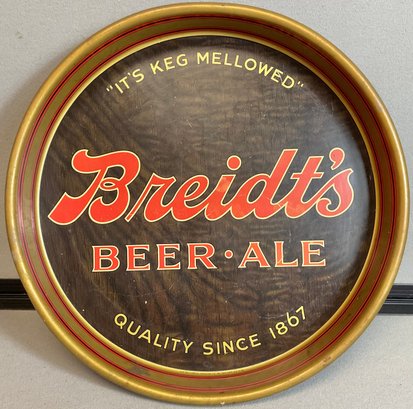 "IT'S KEG MELLOWED"
Breidt's
BEER · ALE
QUALITY SINCE 1867